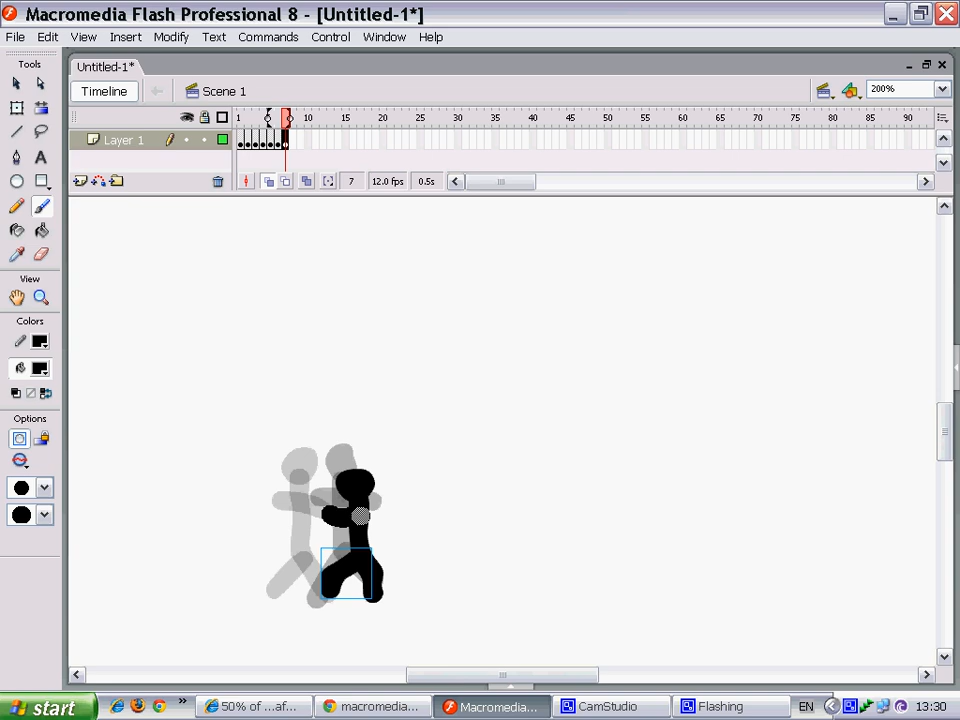 Macromedia Flash Professional 8 - [Untitled-1*]
File Edit View Insert Modify Text Commands Control Window Help
Tools
Untitled-1*
Timeline
Scene 1
200%
1 5 10 15 20 25 30 35 40 45 50 55 60 65 70 75 80 85 90
Layer 1
7 12.0 fps 0.5s
View
Colors
Options
start
50% of ...af...
macromedia...
Macromedia...
CamStudio
Flashing
EN
13:30